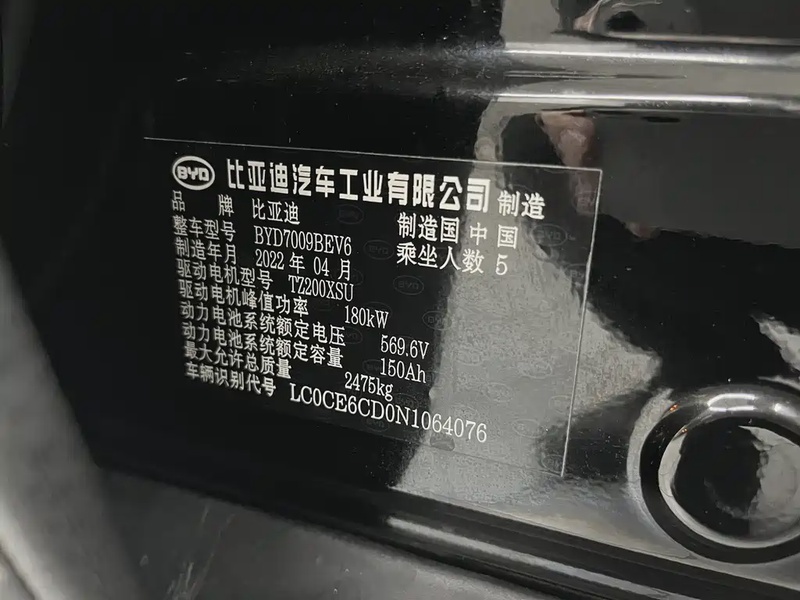 BYD 比亚迪汽车工业有限公司 制造
品 牌 比亚迪 制造国 中国
整车型号 BYD7009BEV6 乘坐人数 5
制造年月 2022 年 04 月
驱动电机型号 TZ200XSU
驱动电机峰值功率 180kW
动力电池系统额定电压 569.6V
动力电池系统额定容量 150Ah
最大允许总质量 2475kg
车辆识别代号 LC0CE6CD0N1064076